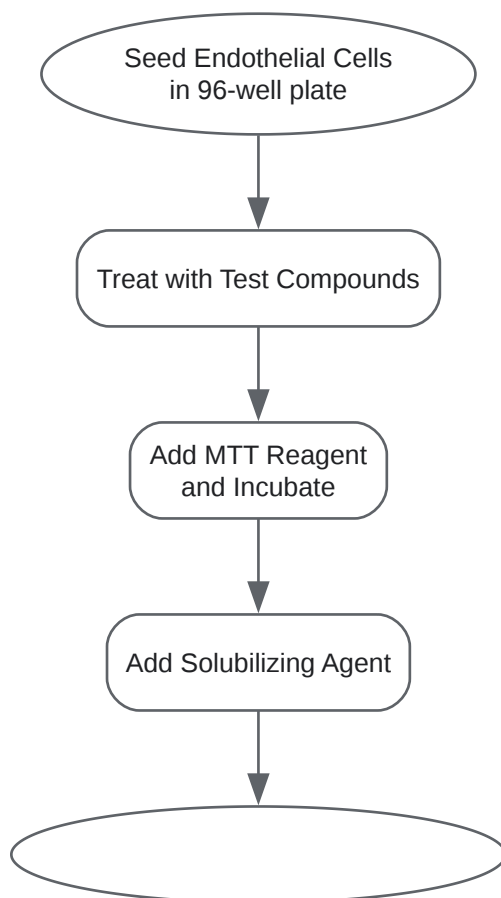 Seed Endothelial Cells
in 96-well plate
Treat with Test Compounds
Add MTT Reagent
and Incubate
Add Solubilizing Agent